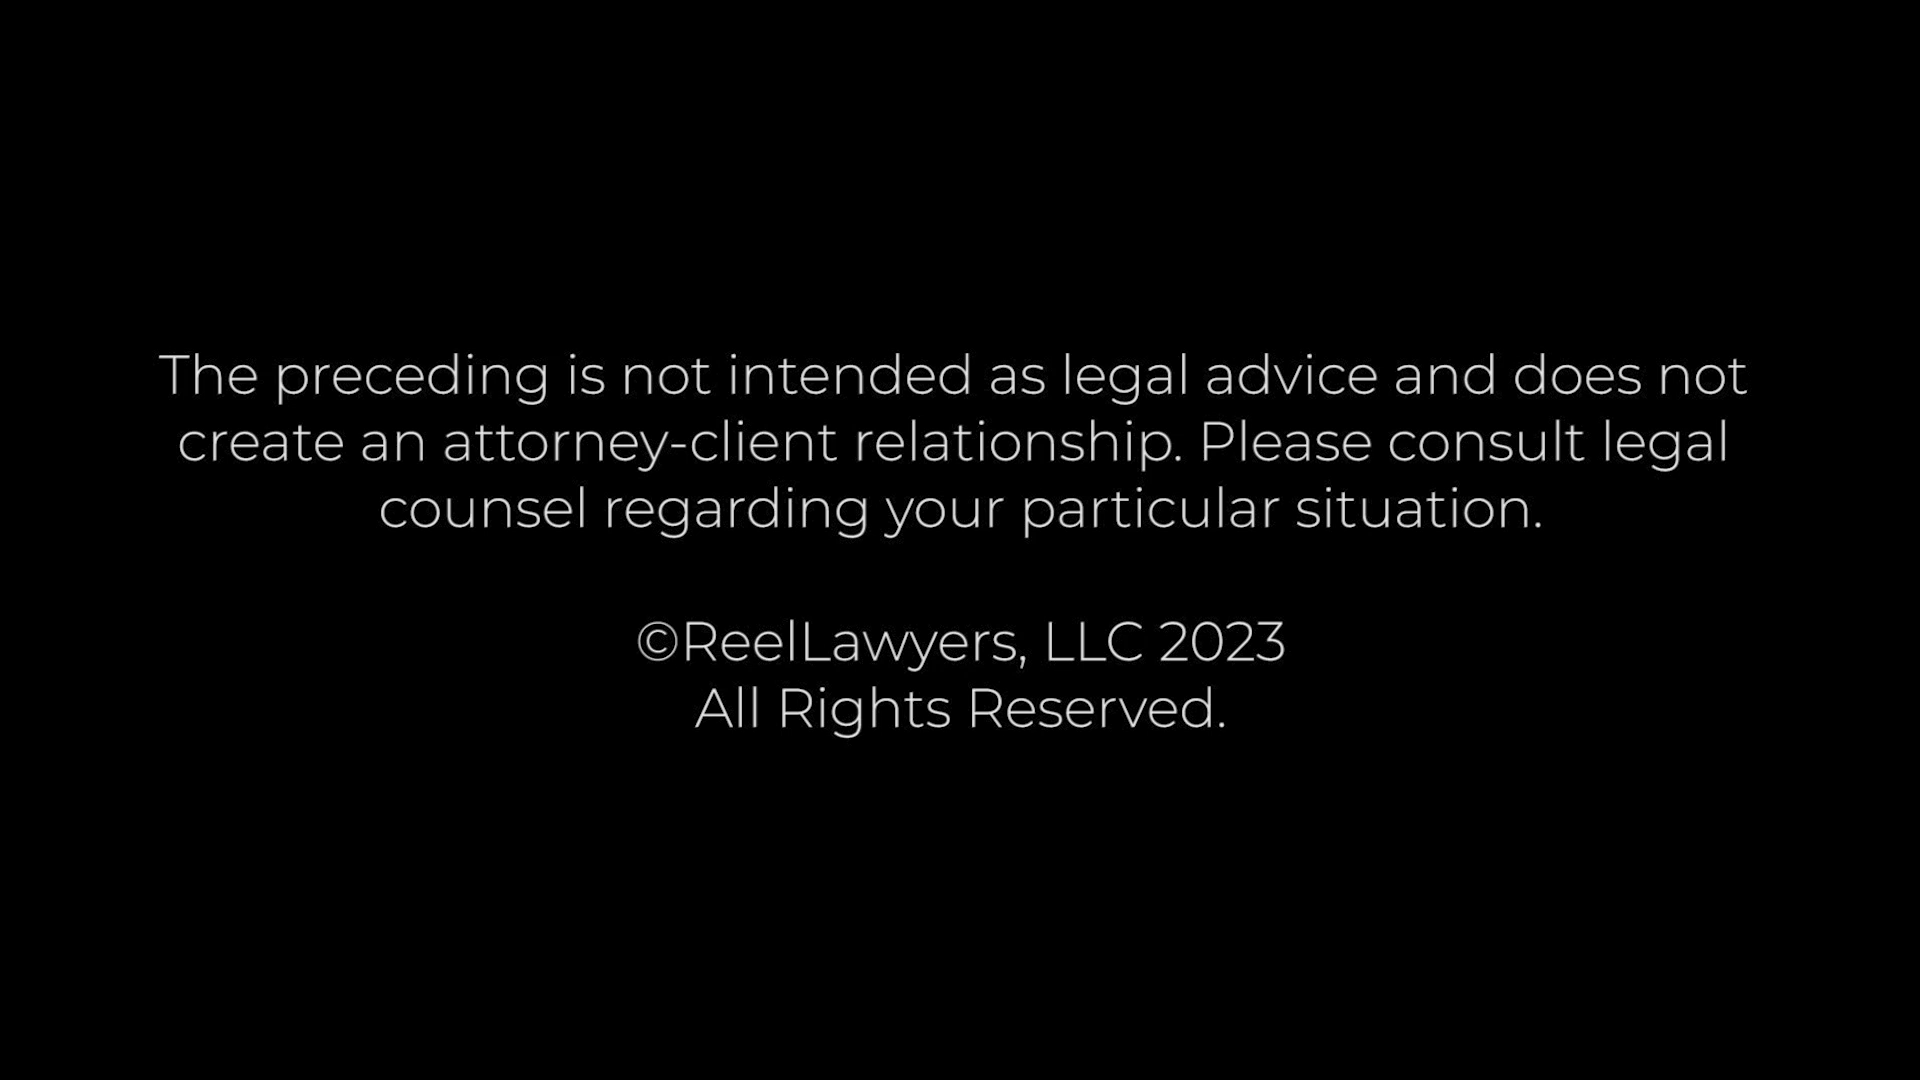 The preceding is not intended as legal advice and does not
create an attorney-client relationship. Please consult legal
counsel regarding your particular situation.
©ReelLawyers, LLC 2023
All Rights Reserved.